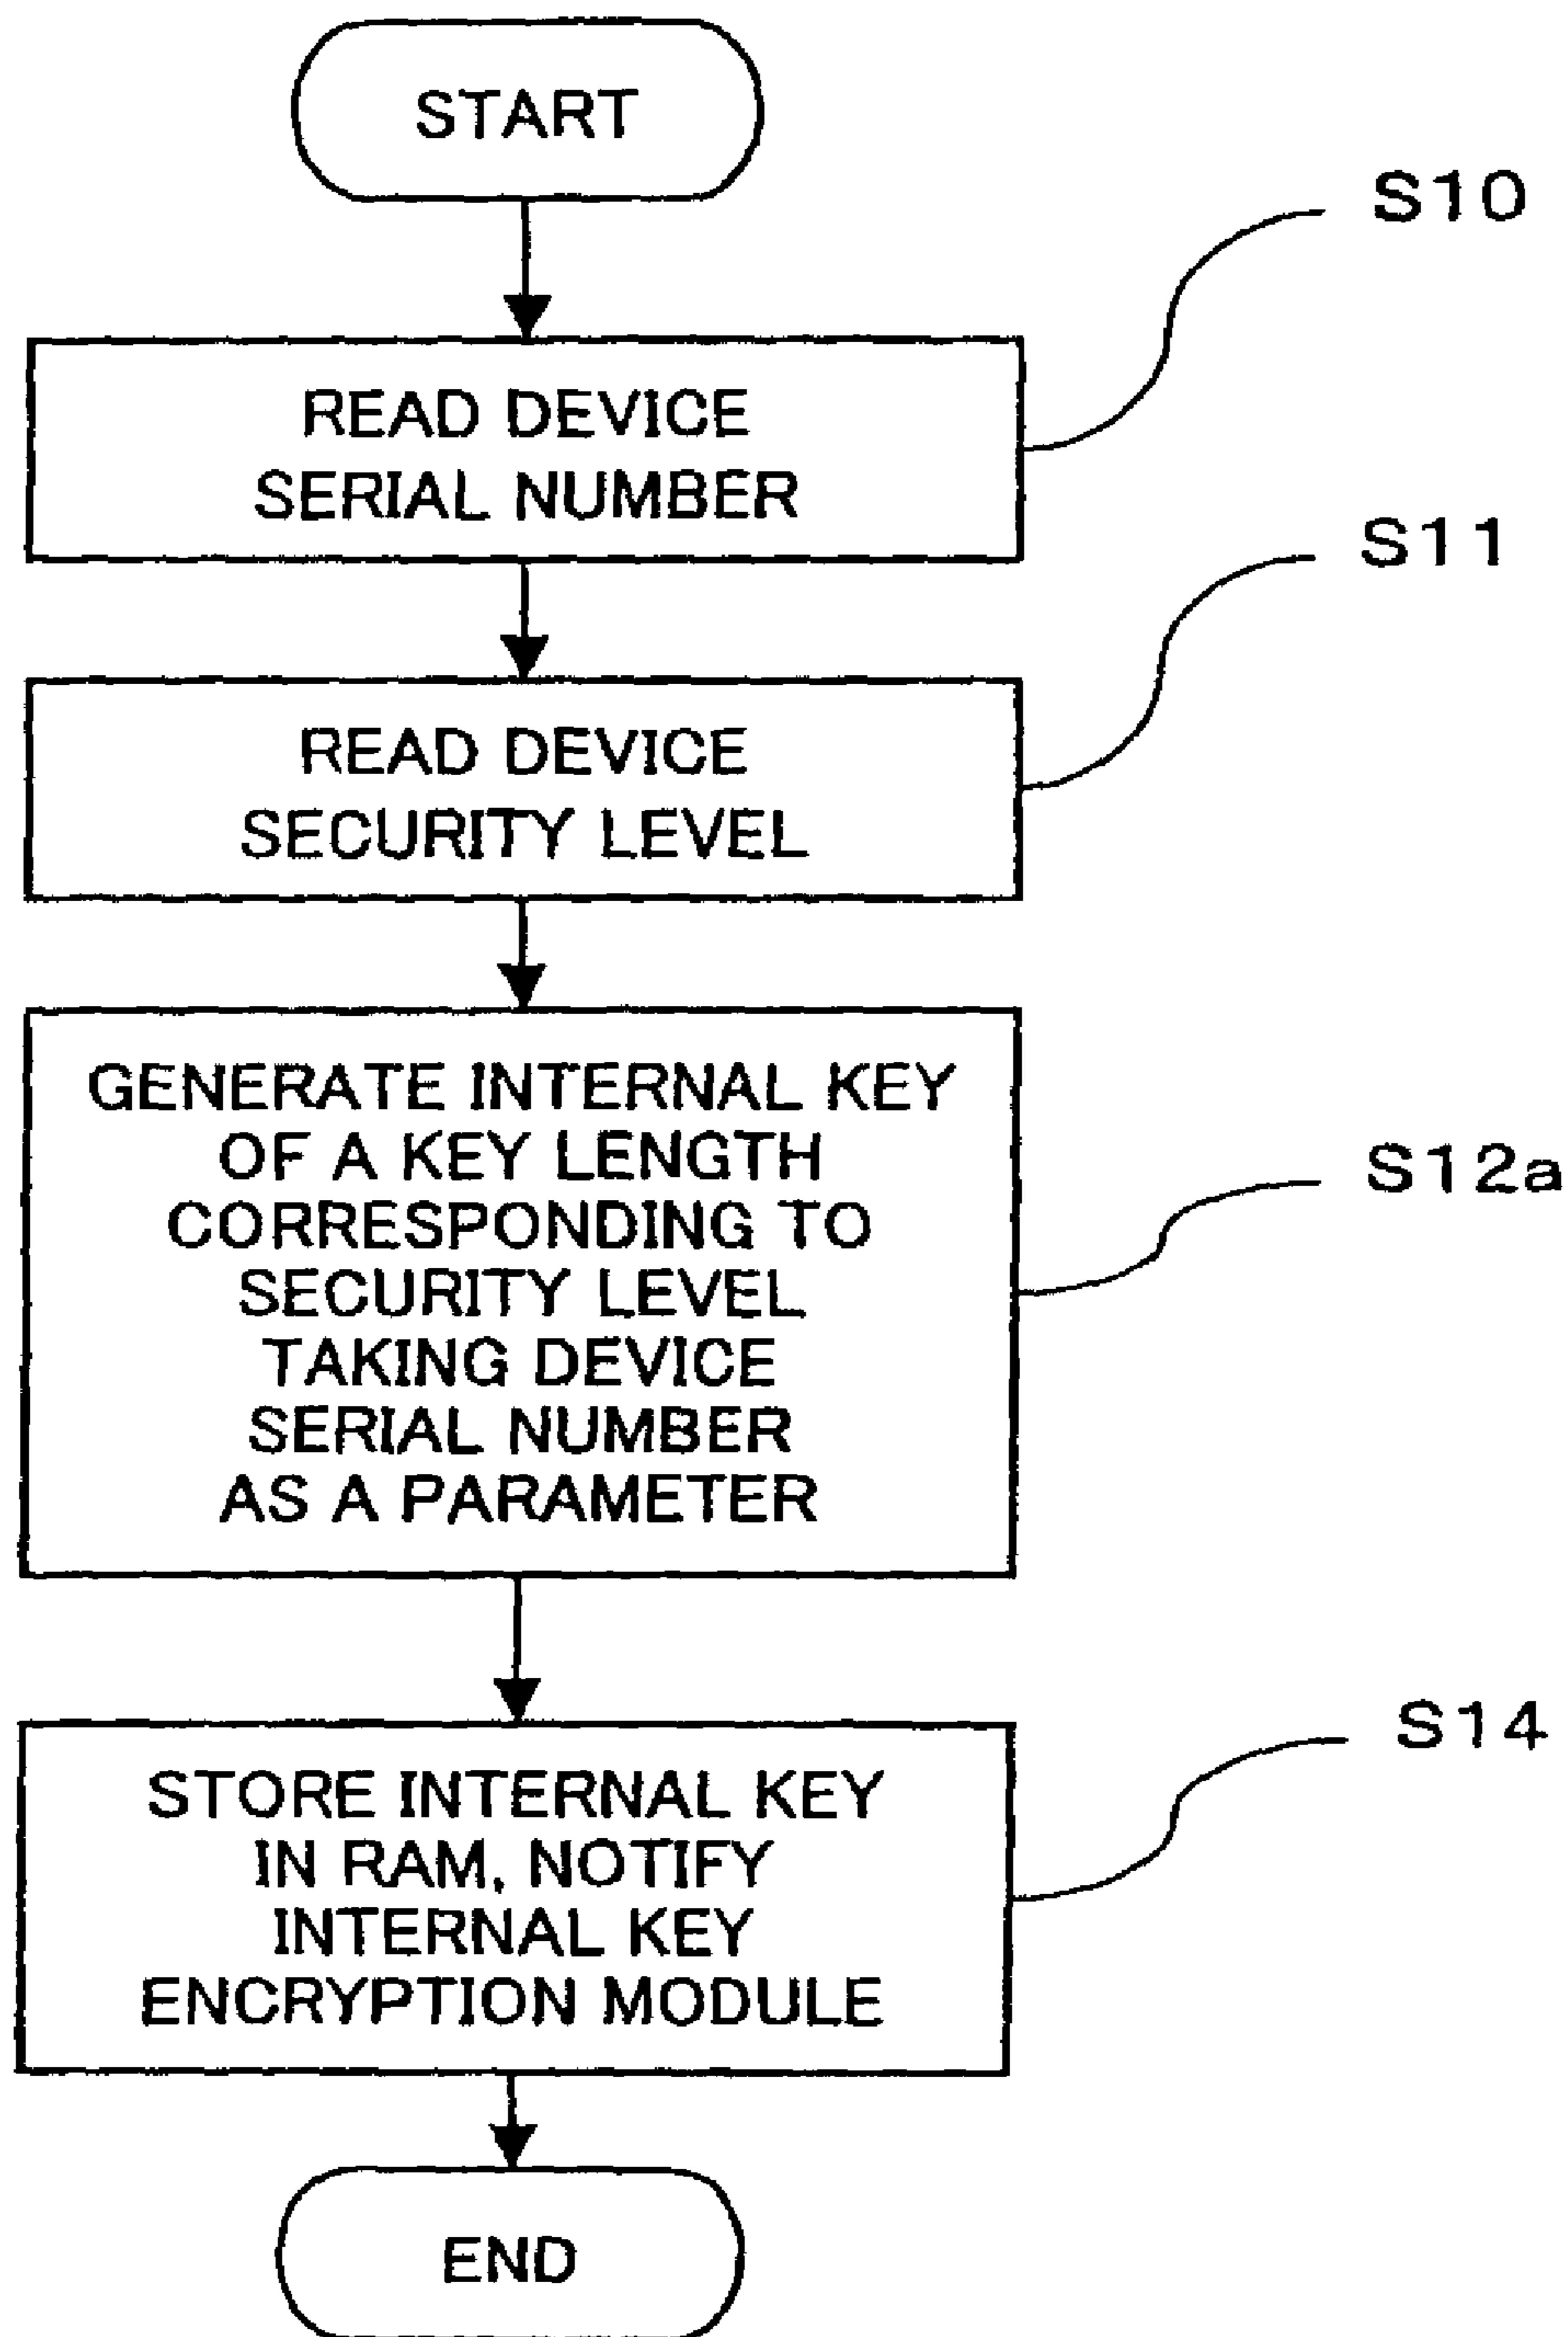 START
S10
READ DEVICE
SERIAL NUMBER
S11
READ DEVICE
SECURITY LEVEL
GENERATE INTERNAL KEY
OF A KEY LENGTH
CORRESPONDING TO
SECURITY LEVEL
TAKING DEVICE
SERIAL NUMBER
AS A PARAMETER
S12a
STORE INTERNAL KEY
IN RAM, NOTIFY
INTERNAL KEY
ENCRYPTION MODULE
S14
END